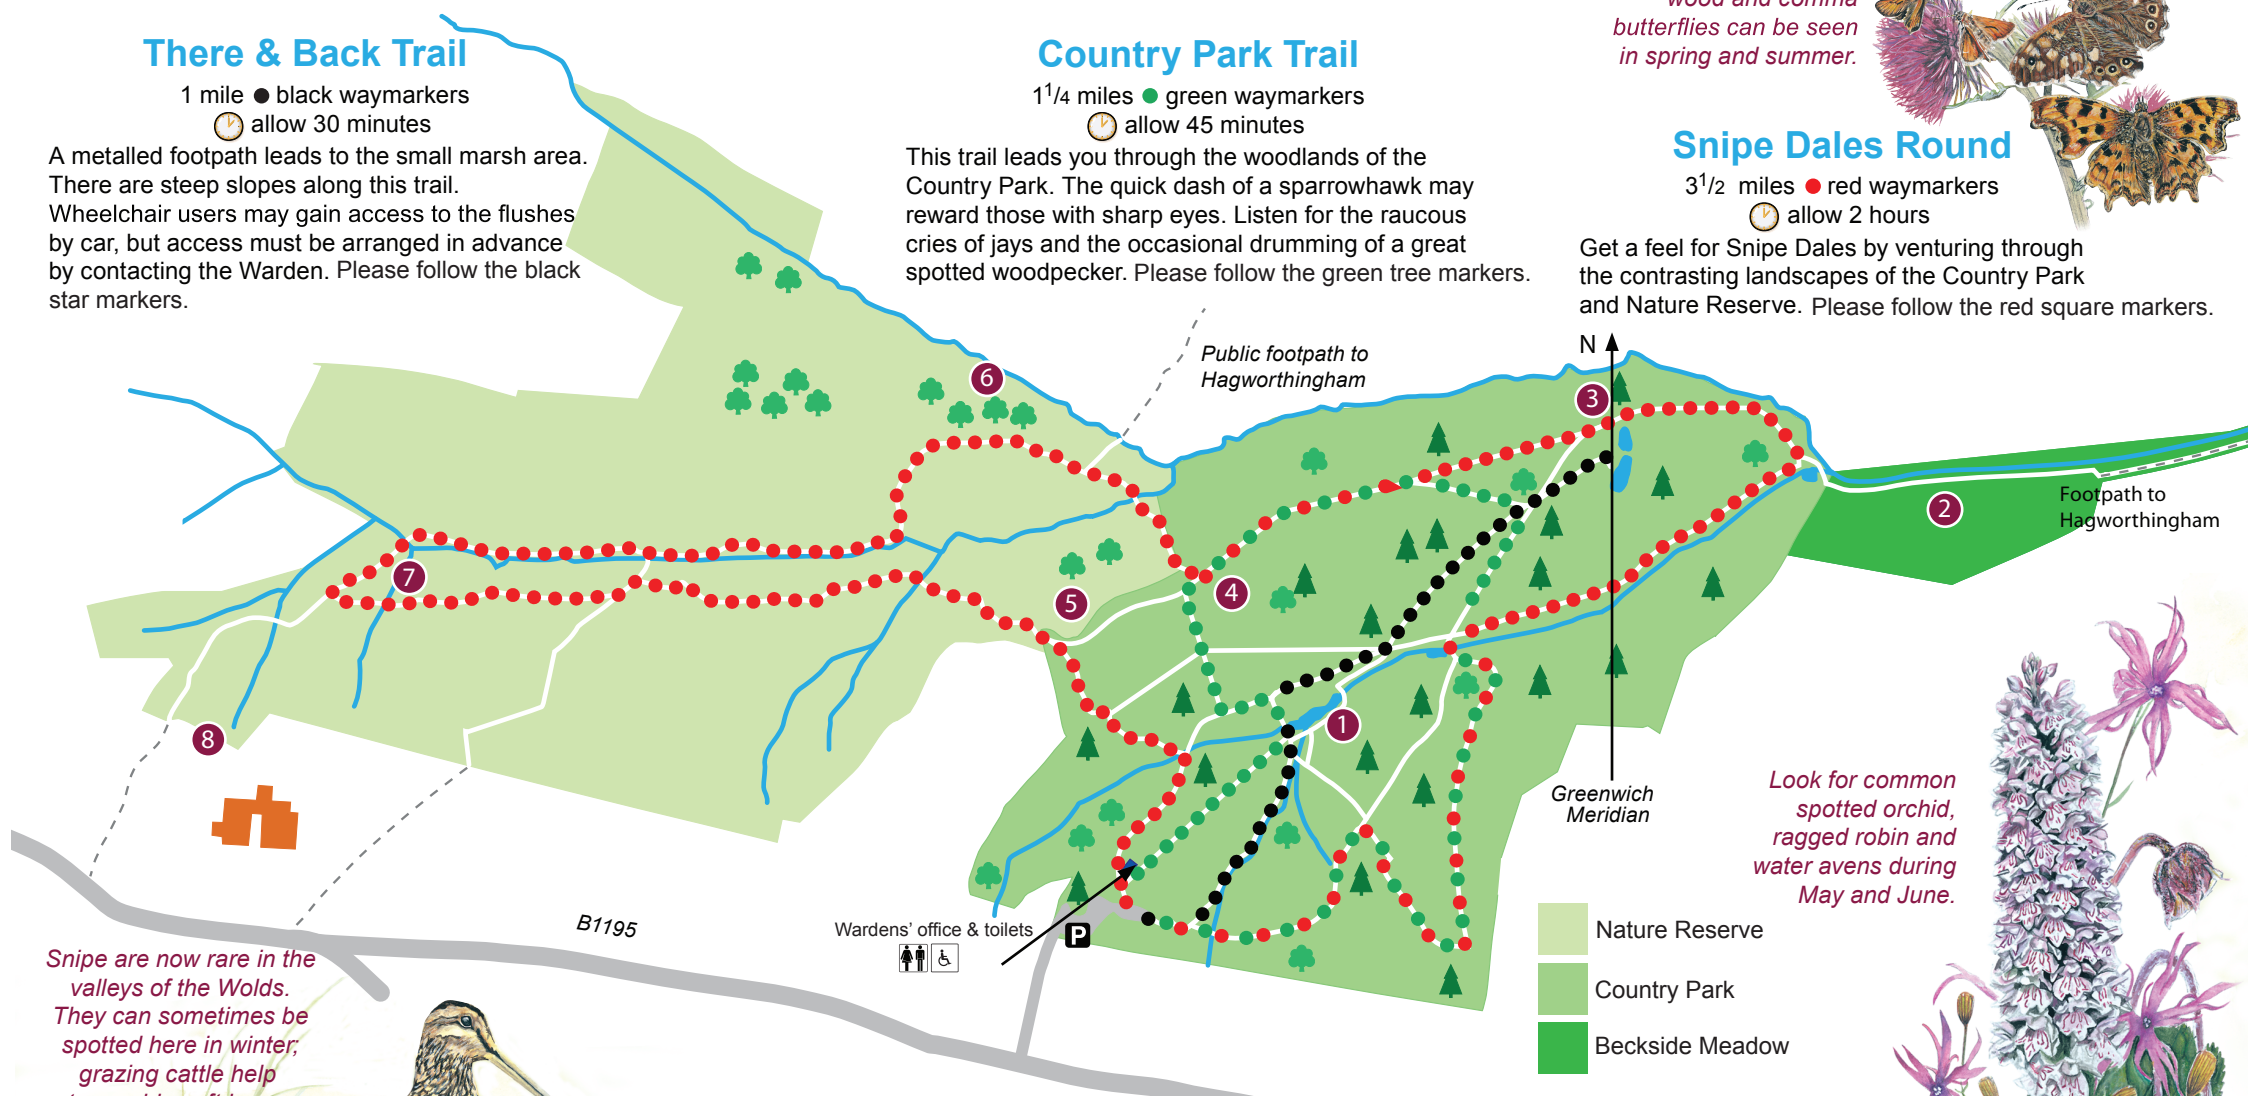 There & Back Trail
1 mile ● black waymarkers
allow 30 minutes
A metalled footpath leads to the small marsh area.
There are steep slopes along this trail.
Wheelchair users may gain access to the flushes
by car, but access must be arranged in advance
by contacting the Warden. Please follow the black
star markers.
Country Park Trail
1 1/4 miles ● green waymarkers
allow 45 minutes
This trail leads you through the woodlands of the
Country Park. The quick dash of a sparrowhawk may
reward those with sharp eyes. Listen for the raucous
cries of jays and the occasional drumming of a great
spotted woodpecker. Please follow the green tree markers.
wood and comma
butterflies can be seen
in spring and summer.
Snipe Dales Round
3 1/2 miles ● red waymarkers
allow 2 hours
Get a feel for Snipe Dales by venturing through
the contrasting landscapes of the Country Park
and Nature Reserve. Please follow the red square markers.
N
Public footpath to
Hagworthingham
6
3
2
Footpath to
Hagworthingham
7
5
4
8
1
Greenwich
Meridian
Look for common
spotted orchid,
ragged robin and
water avens during
May and June.
B1195
Wardens' office & toilets
P
Nature Reserve
Country Park
Beckside Meadow
Snipe are now rare in the
valleys of the Wolds.
They can sometimes be
spotted here in winter;
grazing cattle help